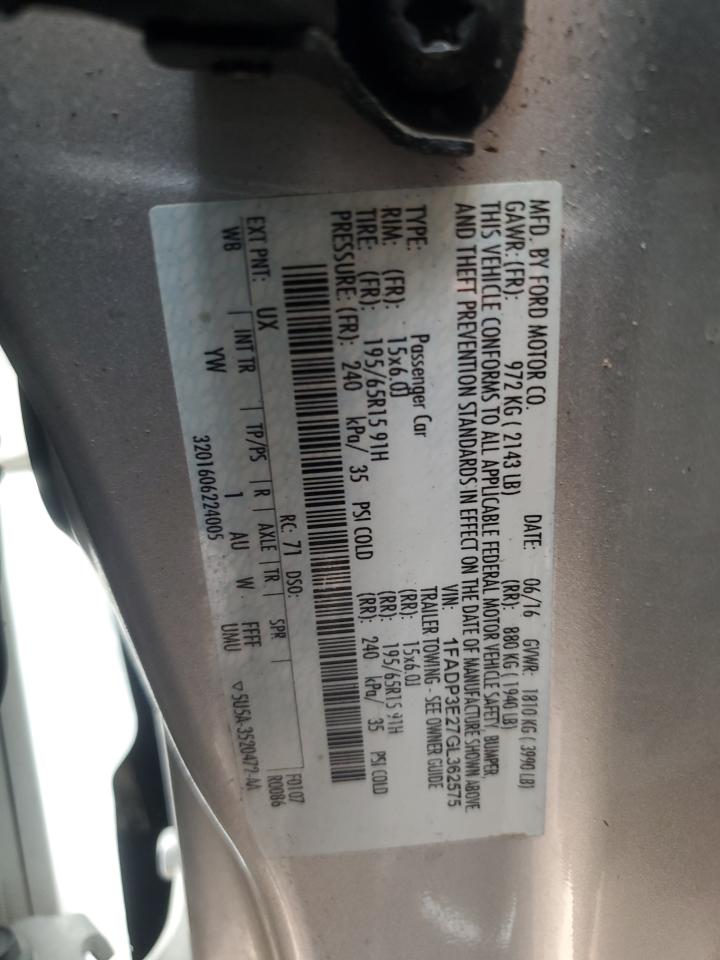 MFD. BY FORD MOTOR CO.
DATE: 06/16 GVWR: 1810 KG ( 3990 LB)
GAWR: (FR): 972 KG ( 2143 LB) (RR): 880 KG ( 1940 LB)
THIS VEHICLE CONFORMS TO ALL APPLICABLE FEDERAL MOTOR VEHICLE SAFETY, BUMPER,
AND THEFT PREVENTION STANDARDS IN EFFECT ON THE DATE OF MANUFACTURE SHOWN ABOVE
VIN: 1FADP3E27GL362575
TYPE: Passenger Car TRAILER TOWING - SEE OWNER GUIDE
RIM: (FR): 15x6.0J (RR): 15x6.0J
TIRE: (FR): 195/65R15 91H (RR): 195/65R15 91H
PRESSURE: (FR): 240 kPa/ 35 PSI COLD (RR): 240 kPa/ 35 PSI COLD
F0107
EXT PNT: UX RC: 71 DSO: R0086
WB | INT TR | TP/PS | R | AXLE | TR | SPR |
YW 1 AU W FFFF UMU
3201606224005 ▽5U5A-3520472-AA